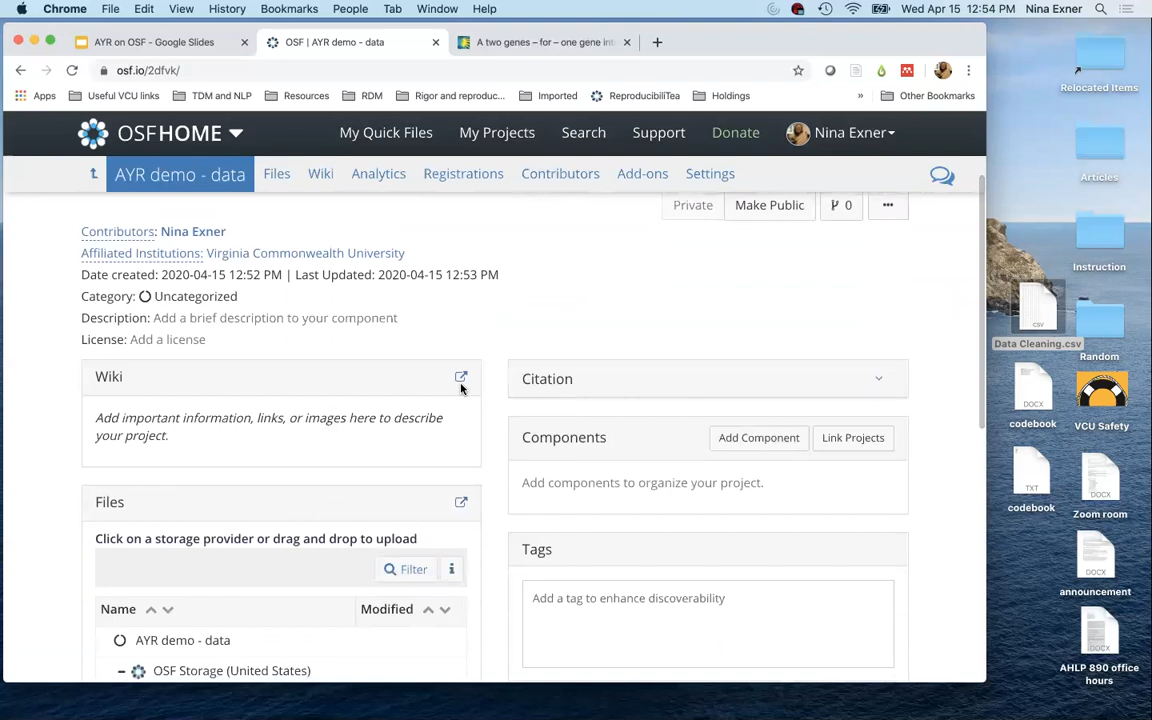 Chrome File Edit View History Bookmarks People Tab Window Help Wed Apr 15 12:54 PM Nina Exner
AYR on OSF - Google Slides OSF | AYR demo - data A two genes – for – one gene int
osf.io/2dfvk/
Apps Useful VCU links TDM and NLP Resources RDM Rigor and reproduc... Imported ReproducibiliTea Holdings » Other Bookmarks
OSFHOME My Quick Files My Projects Search Support Donate Nina Exner
AYR demo - data Files Wiki Analytics Registrations Contributors Add-ons Settings
Private Make Public 0
Contributors: Nina Exner
Affiliated Institutions: Virginia Commonwealth University
Date created: 2020-04-15 12:52 PM | Last Updated: 2020-04-15 12:53 PM
Category: Uncategorized
Description: Add a brief description to your component
License: Add a license
Wiki
Add important information, links, or images here to describe
your project.
Files
Click on a storage provider or drag and drop to upload
Filter
Name Modified
AYR demo - data
OSF Storage (United States)
Citation
Components Add Component Link Projects
Add components to organize your project.
Tags
Add a tag to enhance discoverability
Relocated Items
Articles
Instruction
CSV
Data Cleaning.csv
Random
DOCX
codebook
VCU Safety
TXT
codebook
DOCX
Zoom room
DOCX
announcement
DOCX
AHLP 890 office
hours